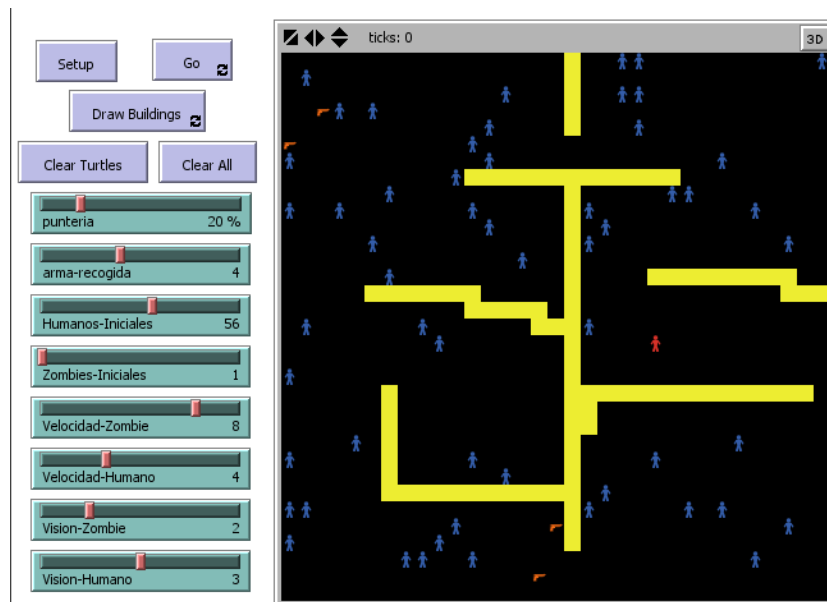 ticks: 0
3D
Setup
Go
Draw Buildings
Clear Turtles
Clear All
punteria 20 %
arma-recogida 4
Humanos-Iniciales 56
Zombies-Iniciales 1
Velocidad-Zombie 8
Velocidad-Humano 4
Vision-Zombie 2
Vision-Humano 3